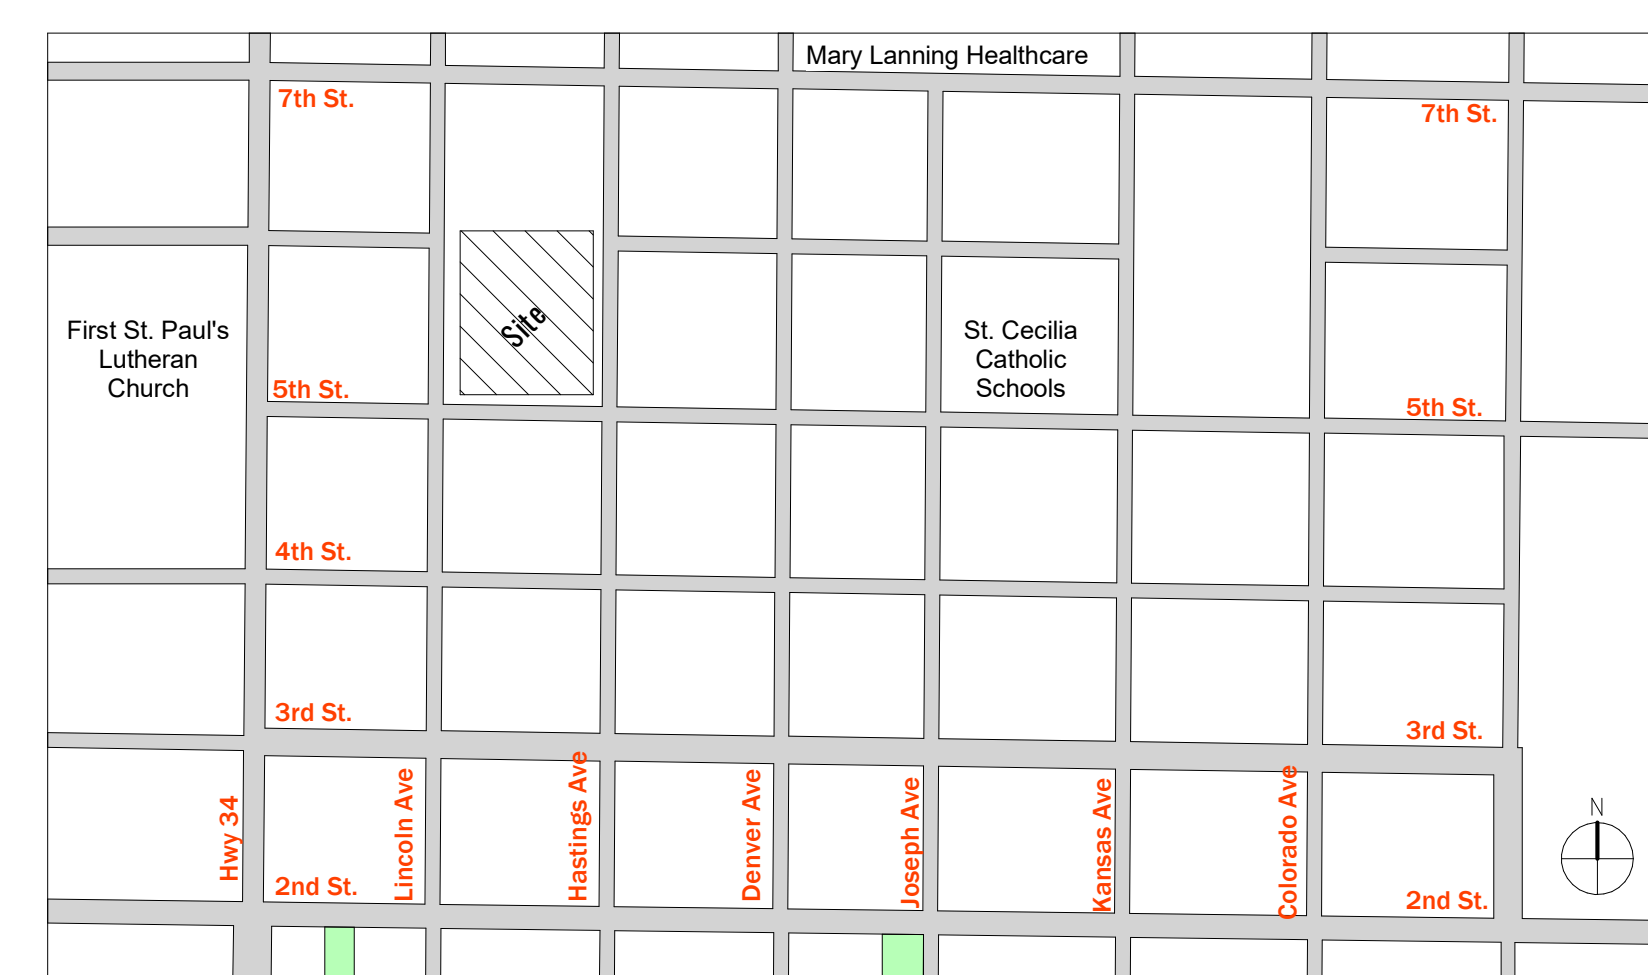 Mary Lanning Healthcare
7th St.
7th St.
Site
First St. Paul's
Lutheran
Church
St. Cecilia
Catholic
Schools
5th St.
5th St.
4th St.
3rd St.
3rd St.
Hwy 34
Lincoln Ave
Hastings Ave
Denver Ave
Joseph Ave
Kansas Ave
Colorado Ave
N
2nd St.
2nd St.